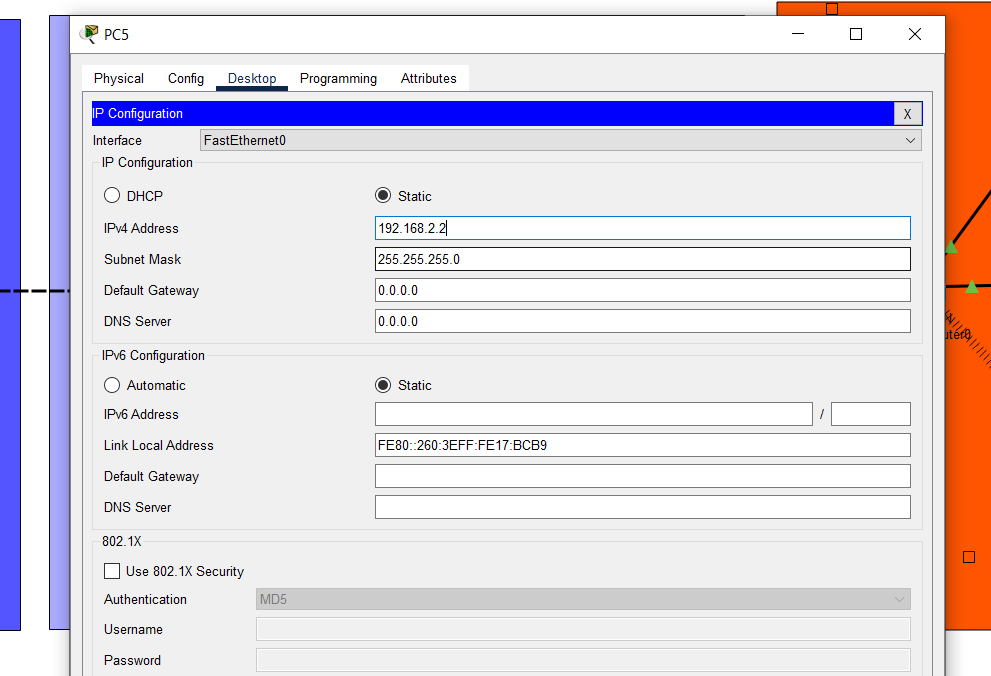 PC5
Physical Config Desktop Programming Attributes
IP Configuration X
Interface FastEthernet0
IP Configuration
DHCP Static
IPv4 Address 192.168.2.2
Subnet Mask 255.255.255.0
Default Gateway 0.0.0.0
DNS Server 0.0.0.0
IPv6 Configuration
Automatic Static
IPv6 Address /
Link Local Address FE80::260:3EFF:FE17:BCB9
Default Gateway
DNS Server
802.1X
Use 802.1X Security
Authentication MD5
Username
Password
uter0